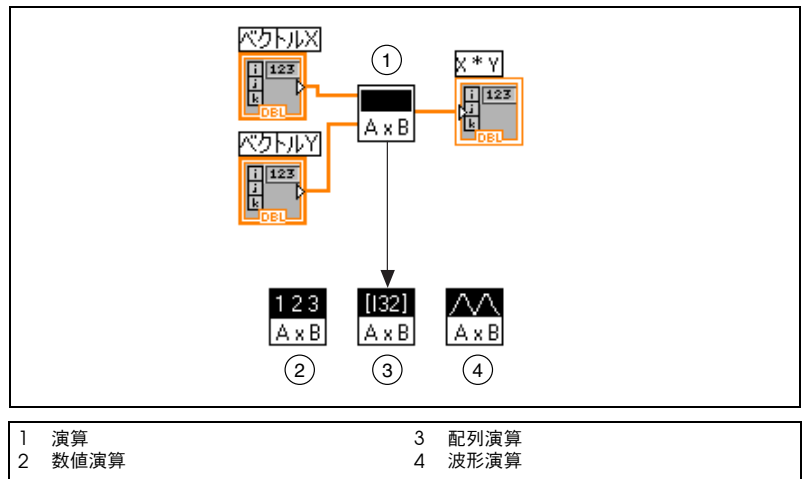 ベクトルX
i
j
k
123
DBL
1
A x B
X * Y
i
j
k
123
DBL
ベクトルY
i
j
k
123
DBL
1 2 3
A x B
[I32]
A x B
A x B
2
3
4
1 演算
2 数値演算
3 配列演算
4 波形演算